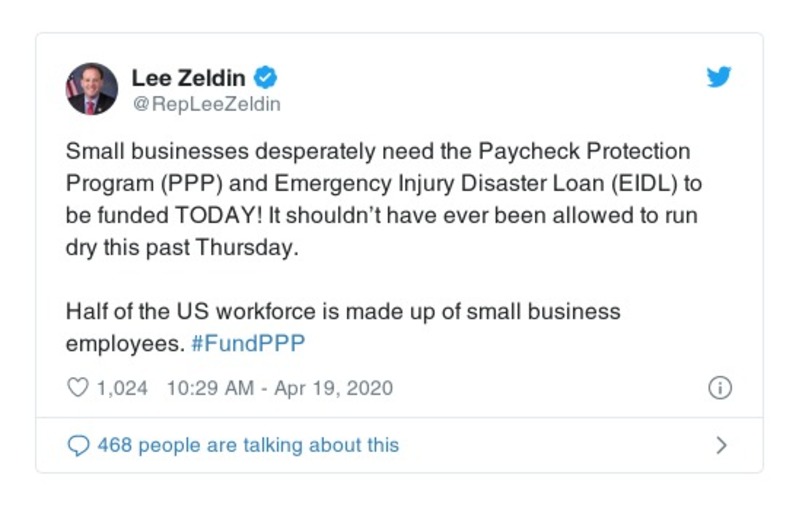 Lee Zeldin
@RepLeeZeldin
Small businesses desperately need the Paycheck Protection
Program (PPP) and Emergency Injury Disaster Loan (EIDL) to
be funded TODAY! It shouldn’t have ever been allowed to run
dry this past Thursday.
Half of the US workforce is made up of small business
employees. #FundPPP
1,024 10:29 AM - Apr 19, 2020
468 people are talking about this